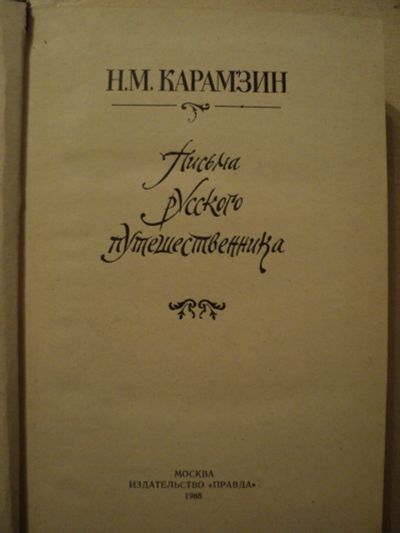 Н.М. КАРАМЗИН
Письма
русского
путешественника
МОСКВА
ИЗДАТЕЛЬСТВО «ПРАВДА»
1988